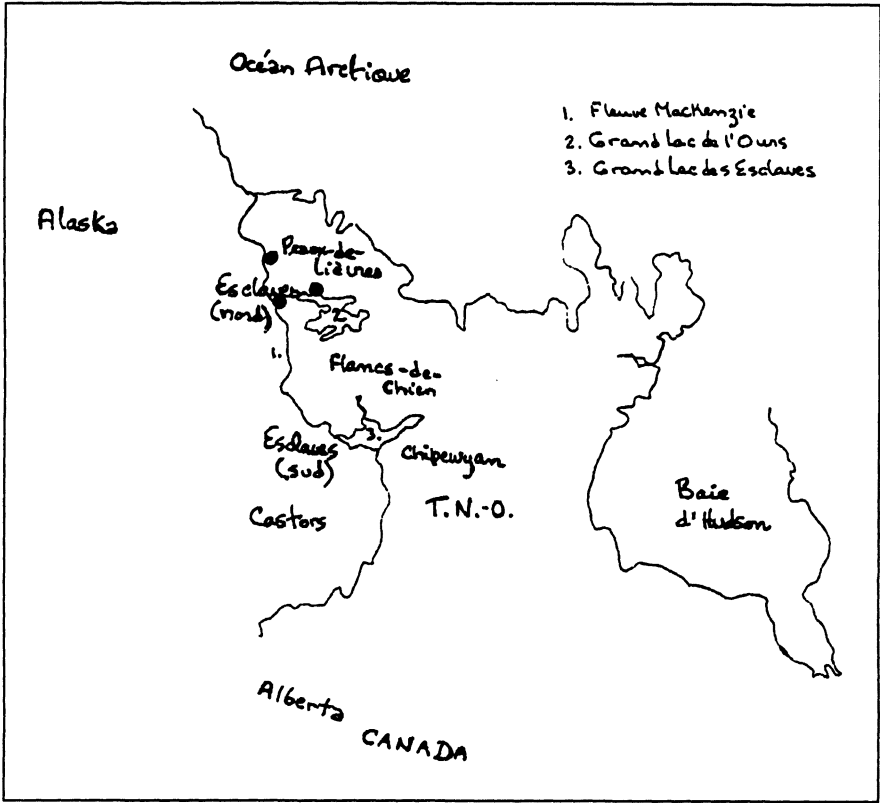 Océan Arctique
1. Fleuve MacKenzie
2. Grand Lac de l'Ours
3. Grand Lac des Esclaves
Alaska
Peaux-de-
Lièvres
Esclaves
(nord)
2
1.
Flancs-de-
Chien
3.
Esclaves
(sud)
Chipewyan
T.N.-O.
Castors
Baie
d'Hudson
Alberta
CANADA